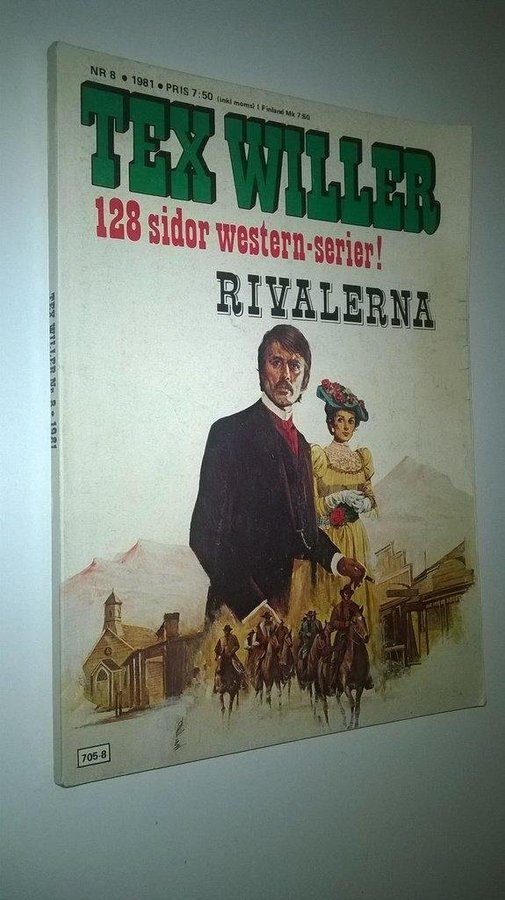 NR 8 • 1981 • PRIS 7:50 (inkl moms) I Finland Mk 7.60
TEX WILLER
128 sidor western-serier!
RIVALERNA
TEX WILLER Nr 8 • 1981
705-8